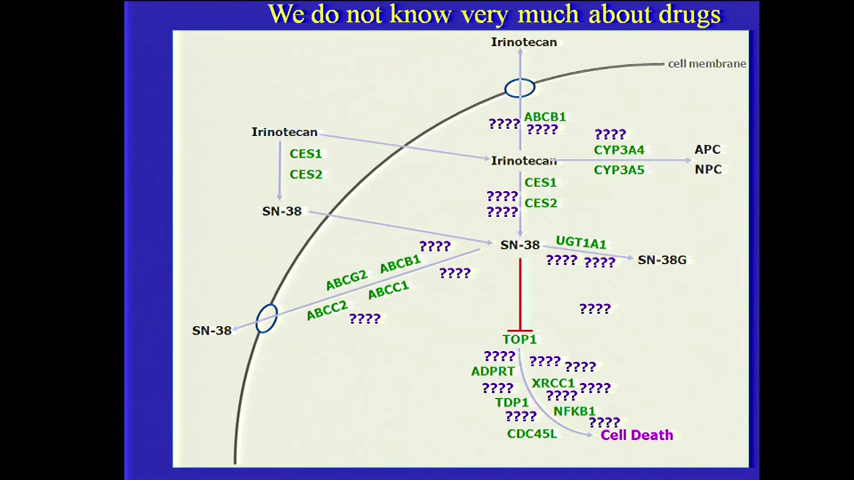 We do not know very much about drugs
Irinotecan
cell membrane
ABCB1
????
????
????
Irinotecan
CES1
CES2
CYP3A4
APC
Irinotecan
CYP3A5
NPC
CES1
????
CES2
????
SN-38
SN-38
UGT1A1
????
????
SN-38G
????
ABCB1
ABCG2
????
ABCC1
ABCC2
????
????
SN-38
TOP1
????
????
????
ADPRT
XRCC1
????
????
????
TDP1
NFKB1
????
????
CDC45L
Cell Death